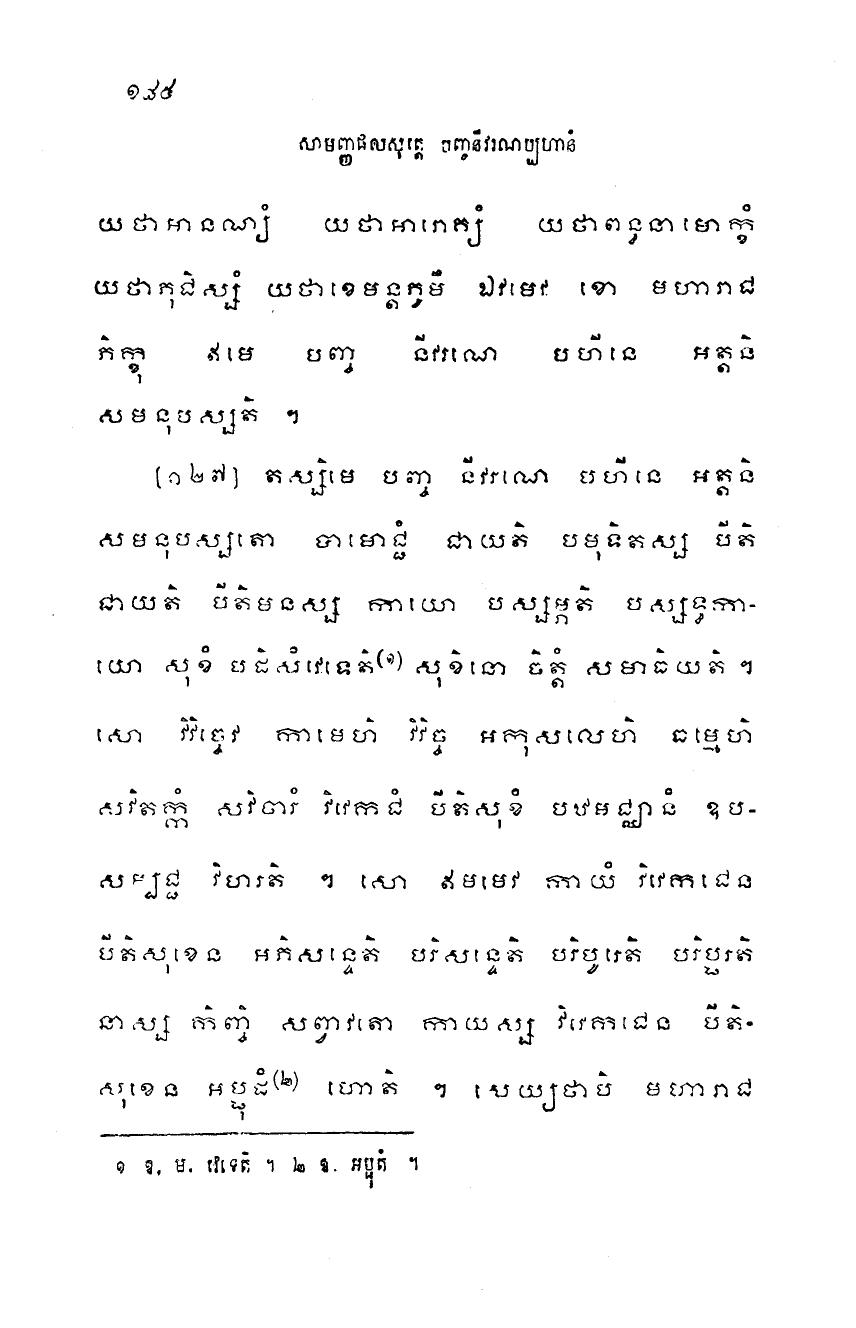 ១៩៥
សាមញ្ញផលសុត្តេ បញ្ចនីវរណប្បហានំ
យថាអានណ្យំ យថាអារោគ្យំ យថាពន្ធនាមោក្ខំ
យថាភុជិស្សំ យថាខេមន្តភូមឹ ឯវមេវ ខោ មហារាជ
ភិក្ខុ ឥមេ បញ្ច នីវរណេ បហីនេ អត្តនិ
សមនុបស្សតិ ។
[១២៧] តស្សិមេ បញ្ច នីវរណេ បហីនេ អត្តនិ
សមនុបស្សតោ បាមោជ្ជំ ជាយតិ បមុទិតស្ស បីតិ
ជាយតិ បីតិមនស្ស កាយោ បស្សម្ភតិ បស្សទ្ធកា-
យោ សុខំ បដិសំវេទេតិ(១) សុខិនោ ចិត្តំ សមាធិយតិ ។
សោ វិវិច្ចេវ កាមេហិ វិវិច្ច អកុសលេហិ ធម្មេហិ
សវិតក្កំ សវិចារំ វិវេកជំ បីតិសុខំ បឋមជ្ឈានំ ឧប-
សម្បជ្ជ វិហរតិ ។ សោ ឥមមេវ កាយំ វិវេកជេន
បីតិសុខេន អភិសន្ទេតិ បរិសន្ទេតិ បរិបូរេតិ បរិប្ផរតិ
នាស្ស កិញ្ចិ សព្វាវតោ កាយស្ស វិវេកជេន បីតិ-
សុខេន អប្ផុដំ(២) ហោតិ ។ សេយ្យថាបិ មហារាជ
១ ឱ, ម. វេទេតិ ។ ២ ឱ. អប្ផុតំ ។